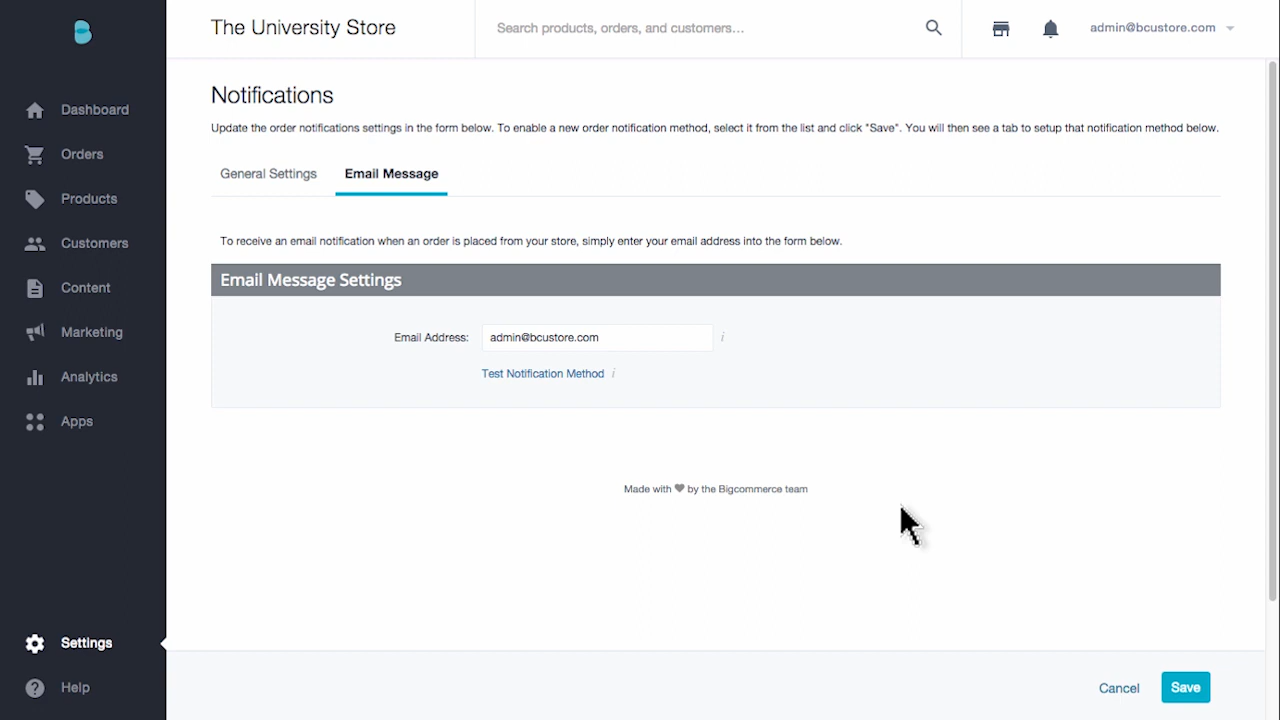 The University Store
Search products, orders, and customers...
admin@bcustore.com
Dashboard
Orders
Products
Customers
Content
Marketing
Analytics
Apps
Settings
Help
Notifications
Update the order notifications settings in the form below. To enable a new order notification method, select it from the list and click "Save". You will then see a tab to setup that notification method below.
General Settings
Email Message
To receive an email notification when an order is placed from your store, simply enter your email address into the form below.
Email Message Settings
Email Address: admin@bcustore.com i
Test Notification Method i
Made with ♥ by the Bigcommerce team
Cancel
Save